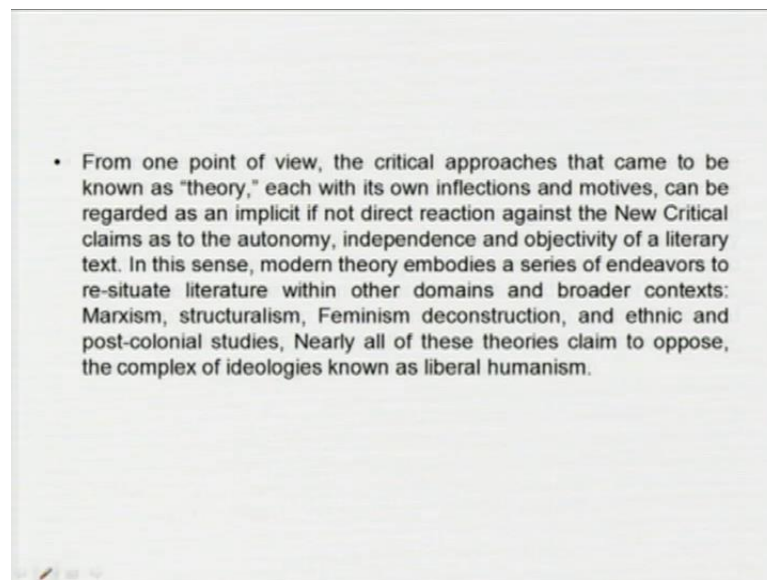 • From one point of view, the critical approaches that came to be
known as "theory," each with its own inflections and motives, can be
regarded as an implicit if not direct reaction against the New Critical
claims as to the autonomy, independence and objectivity of a literary
text. In this sense, modern theory embodies a series of endeavors to
re-situate literature within other domains and broader contexts:
Marxism, structuralism, Feminism deconstruction, and ethnic and
post-colonial studies, Nearly all of these theories claim to oppose,
the complex of ideologies known as liberal humanism.